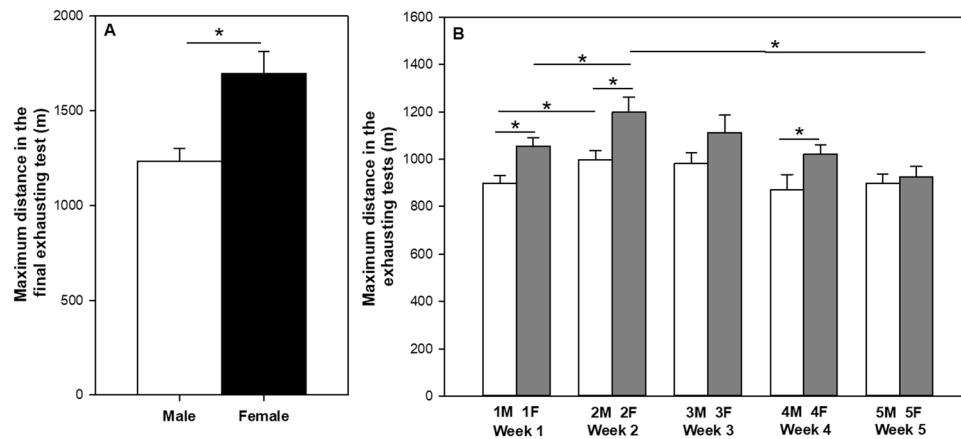 A
Maximum distance in the
final exhausting test (m)
2000
1500
1000
500
0
*
Male Female
B
Maximum distance in the
exhausting tests (m)
1600
1400
1200
1000
800
600
400
200
0
* * * * * *
1M 1F 2M 2F 3M 3F 4M 4F 5M 5F
Week 1 Week 2 Week 3 Week 4 Week 5